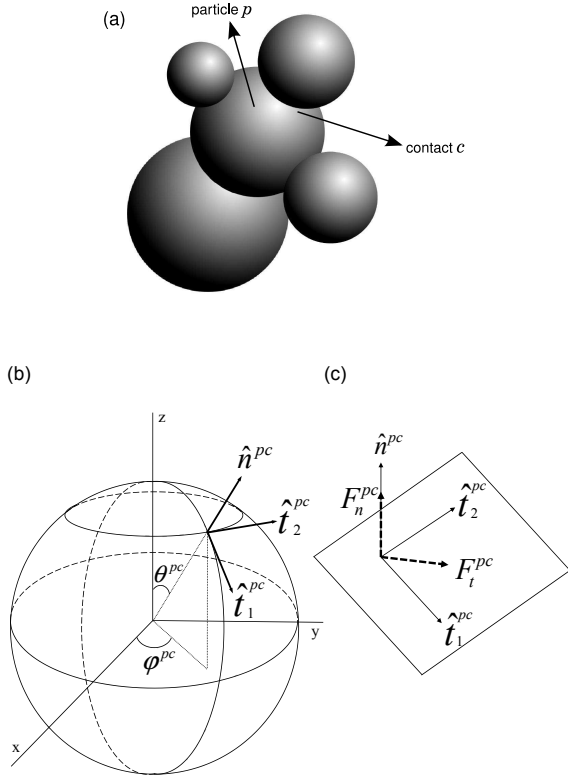 (a)
particle p
contact c
(b)
(c)
z
n̂^{pc}
t̂_2^{pc}
θ^{pc}
t̂_1^{pc}
y
φ^{pc}
x
n̂^{pc}
F_n^{pc}
t̂_2^{pc}
F_t^{pc}
t̂_1^{pc}